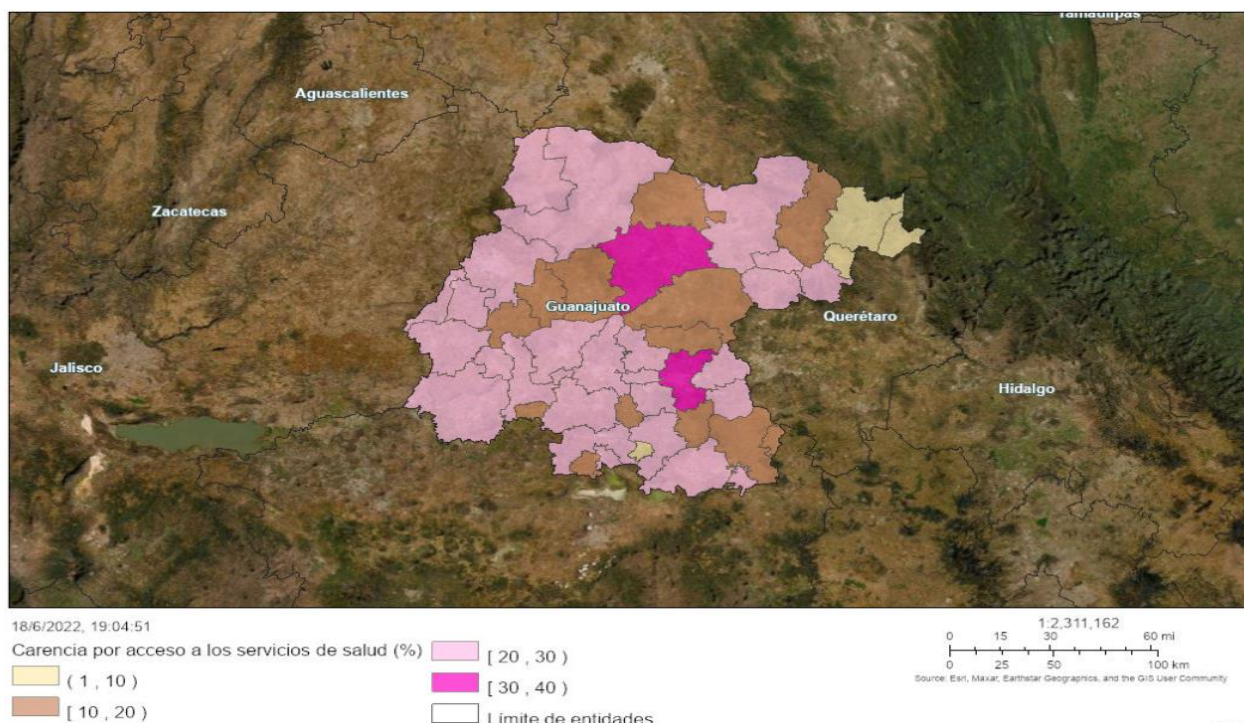 Tamaulipas
Aguascalientes
Zacatecas
Guanajuato
Querétaro
Jalisco
Hidalgo
18/6/2022, 19:04:51
Carencia por acceso a los servicios de salud (%)
( 1 , 10 )
[ 10 , 20 )
[ 20 , 30 )
[ 30 , 40 )
Límite de entidades
1:2,311,162
0 15 30 60 mi
0 25 50 100 km
Source: Esri, Maxar, Earthstar Geographics, and the GIS User Community